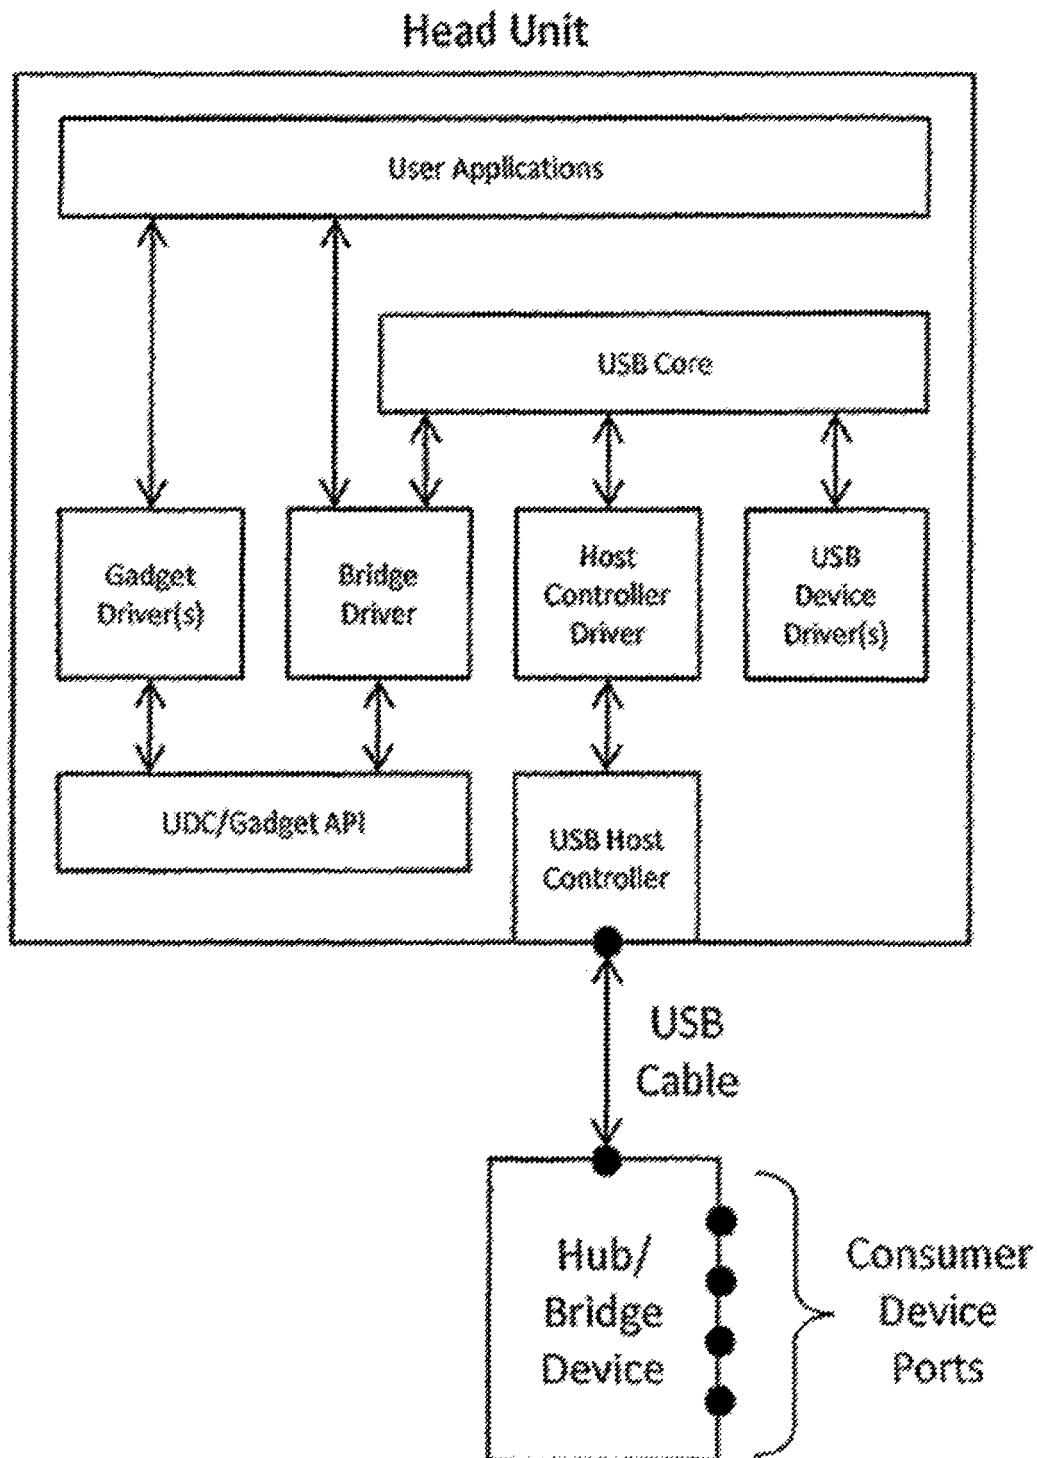 Head Unit
User Applications
USB Core
Gadget
Driver(s)
Bridge
Driver
Host
Controller
Driver
USB
Device
Driver(s)
UDC/Gadget API
USB Host
Controller
USB
Cable
Hub/
Bridge
Device
Consumer
Device
Ports